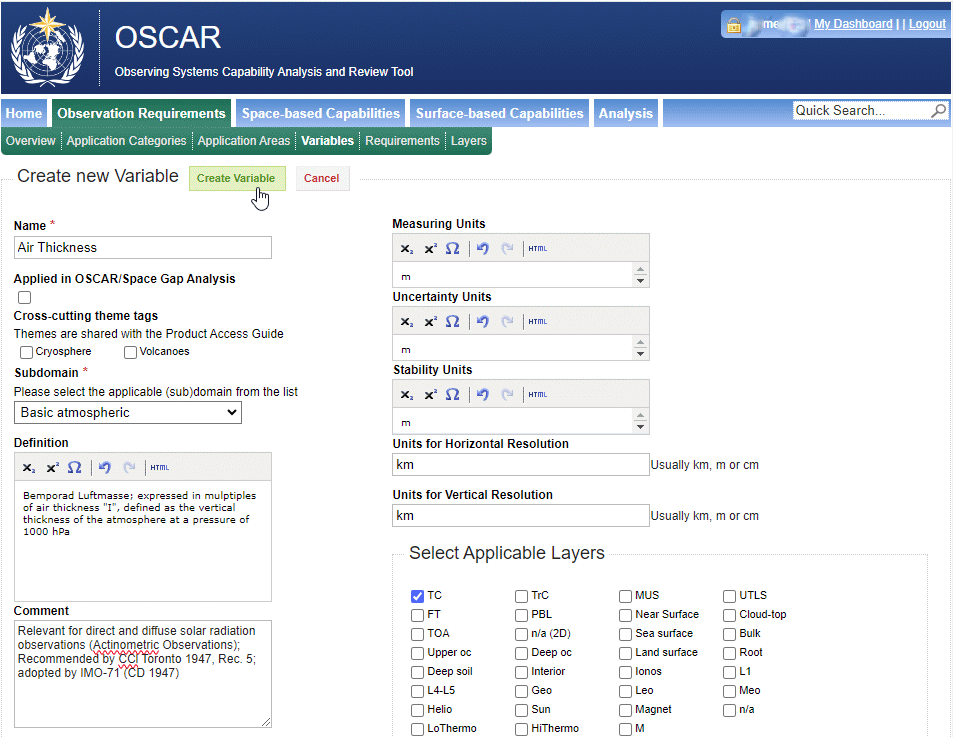 OSCAR
Observing Systems Capability Analysis and Review Tool
My Dashboard | | Logout
Home Observation Requirements Space-based Capabilities Surface-based Capabilities Analysis Quick Search...
Overview Application Categories Application Areas Variables Requirements Layers
Create new Variable Create Variable Cancel
Name *
Air Thickness
Applied in OSCAR/Space Gap Analysis
Cross-cutting theme tags
Themes are shared with the Product Access Guide
Cryosphere Volcanoes
Subdomain *
Please select the applicable (sub)domain from the list
Basic atmospheric
Definition
x₂ x² Ω HTML
Bemporad Luftmasse; expressed in mulptiples
of air thickness "l", defined as the vertical
thickness of the atmosphere at a pressure of
1000 hPa
Comment
Relevant for direct and diffuse solar radiation
observations (Actinometric Observations);
Recommended by CCI Toronto 1947, Rec. 5;
adopted by IMO-71 (CD 1947)
Measuring Units
x₂ x² Ω HTML
m
Uncertainty Units
x₂ x² Ω HTML
m
Stability Units
x₂ x² Ω HTML
m
Units for Horizontal Resolution
km Usually km, m or cm
Units for Vertical Resolution
km Usually km, m or cm
Select Applicable Layers
TC TrC MUS UTLS
FT PBL Near Surface Cloud-top
TOA n/a (2D) Sea surface Bulk
Upper oc Deep oc Land surface Root
Deep soil Interior Ionos L1
L4-L5 Geo Leo Meo
Helio Sun Magnet n/a
LoThermo HiThermo M